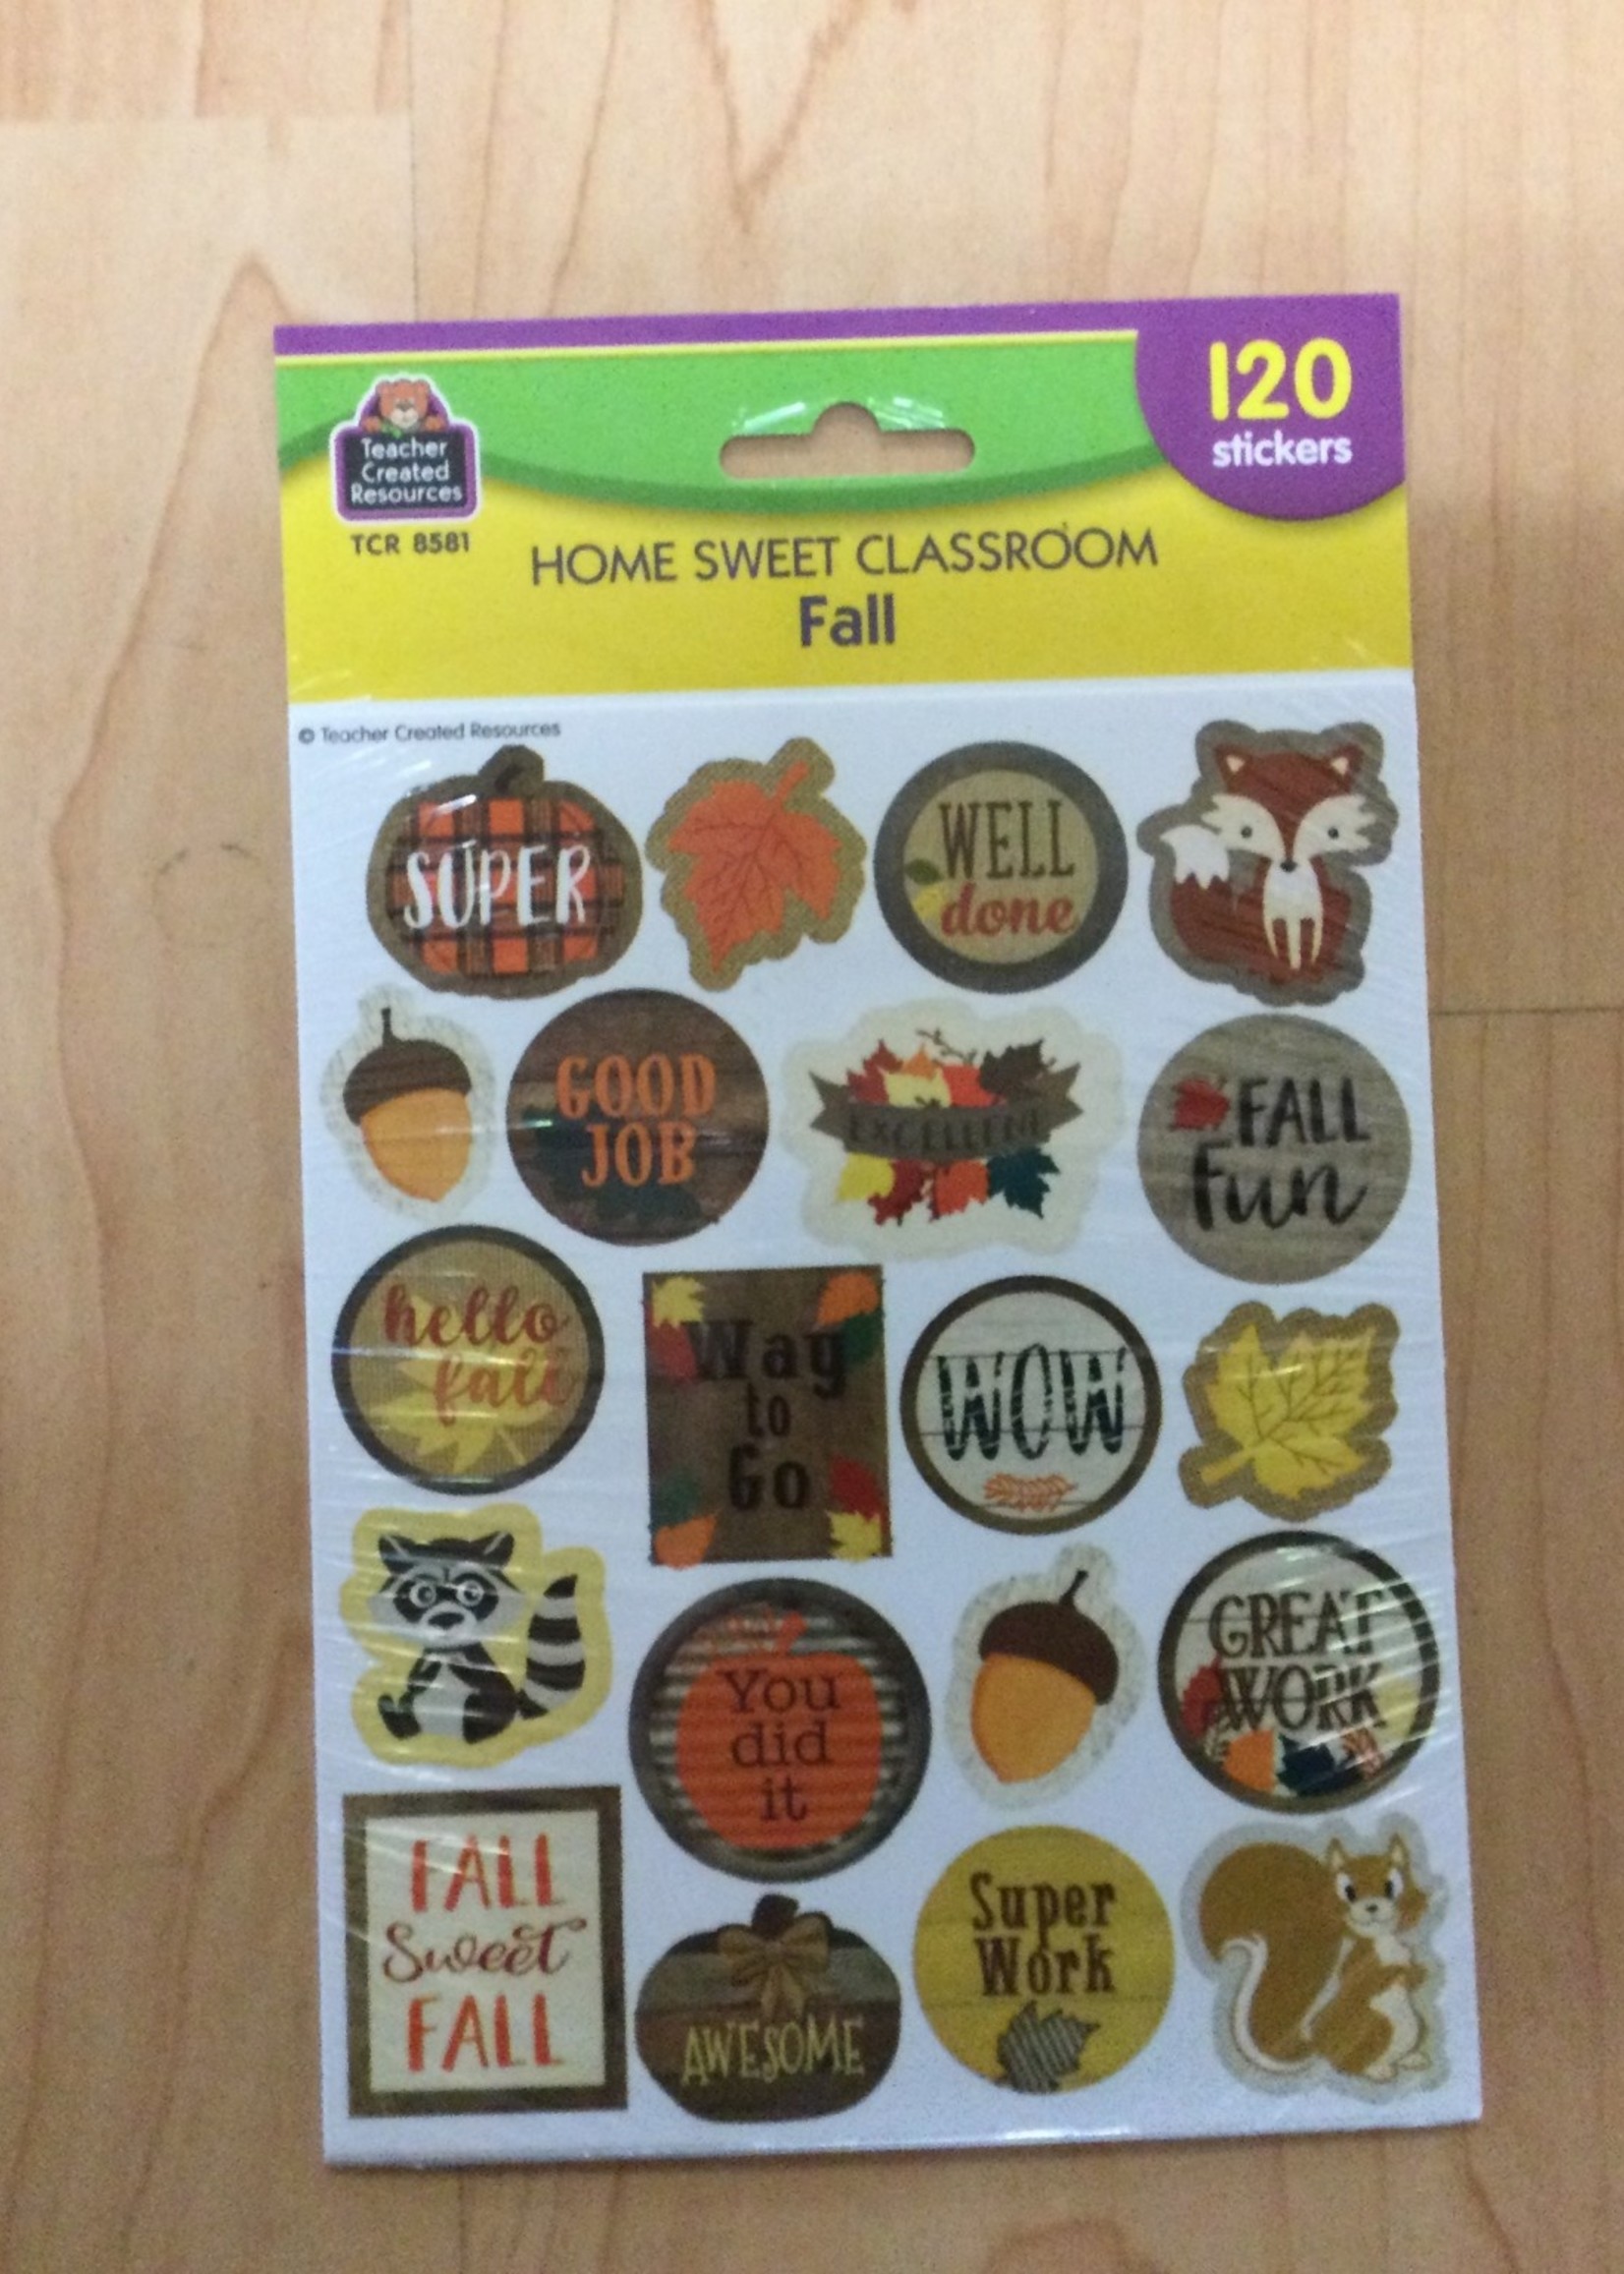 120
stickers
Teacher
Created
Resources
TCR 8581
HOME SWEET CLASSROOM
Fall
© Teacher Created Resources
SUPER
WELL
done
GOOD
JOB
EXCELLENT
FALL
Fun
hello
fall
Way
to
Go
WOW
You
did
it
GREAT
WORK
FALL
Sweet
FALL
AWESOME
Super
Work